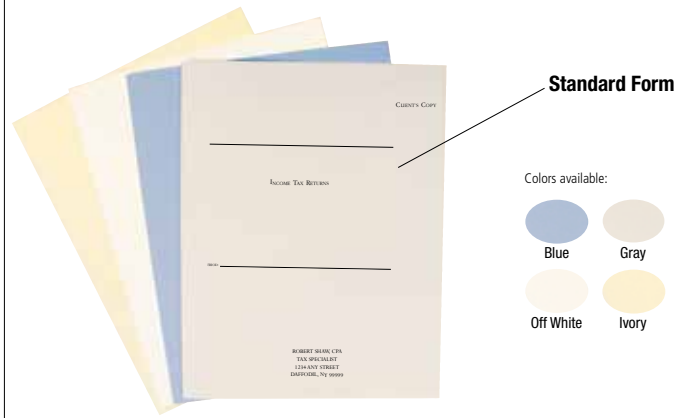 Standard Form
CLIENT'S COPY
INCOME TAX RETURNS
ROBERT SHAW, CPA
TAX SPECIALIST
1234 ANY STREET
DAFFODIL, NY 99999
Colors available:
Blue
Gray
Off White
Ivory